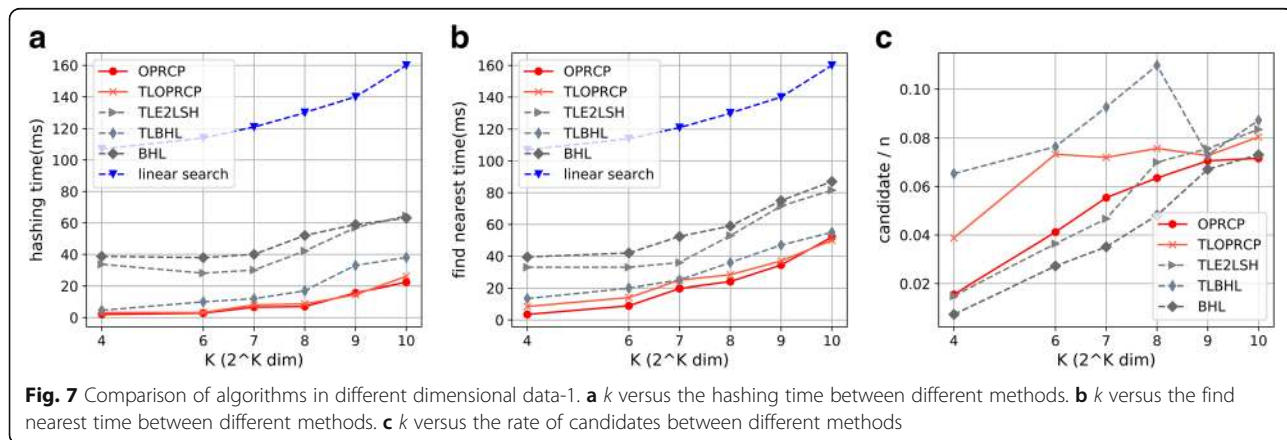 a
160
140
120
100
80
60
40
20
0
hashing time(ms)
OPRCP
TLOPRCP
TLE2LSH
TLBHL
BHL
linear search
4
6
7
8
9
10
K (2^K dim)
b
160
140
120
100
80
60
40
20
0
find nearest time(ms)
OPRCP
TLOPRCP
TLE2LSH
TLBHL
BHL
linear search
4
6
7
8
9
10
K (2^K dim)
c
0.10
0.08
0.06
0.04
0.02
candidate / n
OPRCP
TLOPRCP
TLE2LSH
TLBHL
BHL
4
6
7
8
9
10
K (2^K dim)
Fig. 7 Comparison of algorithms in different dimensional data-1. a k versus the hashing time between different methods. b k versus the find
nearest time between different methods. c k versus the rate of candidates between different methods